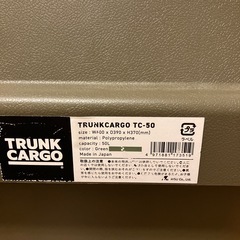 TRUNK
CARGO
TRUNKCARGO TC-50
size : W600 x D390 x H370(mm)
material : Polypropylene
capacity : 50L
color : Green
Made in Japan
ラベル